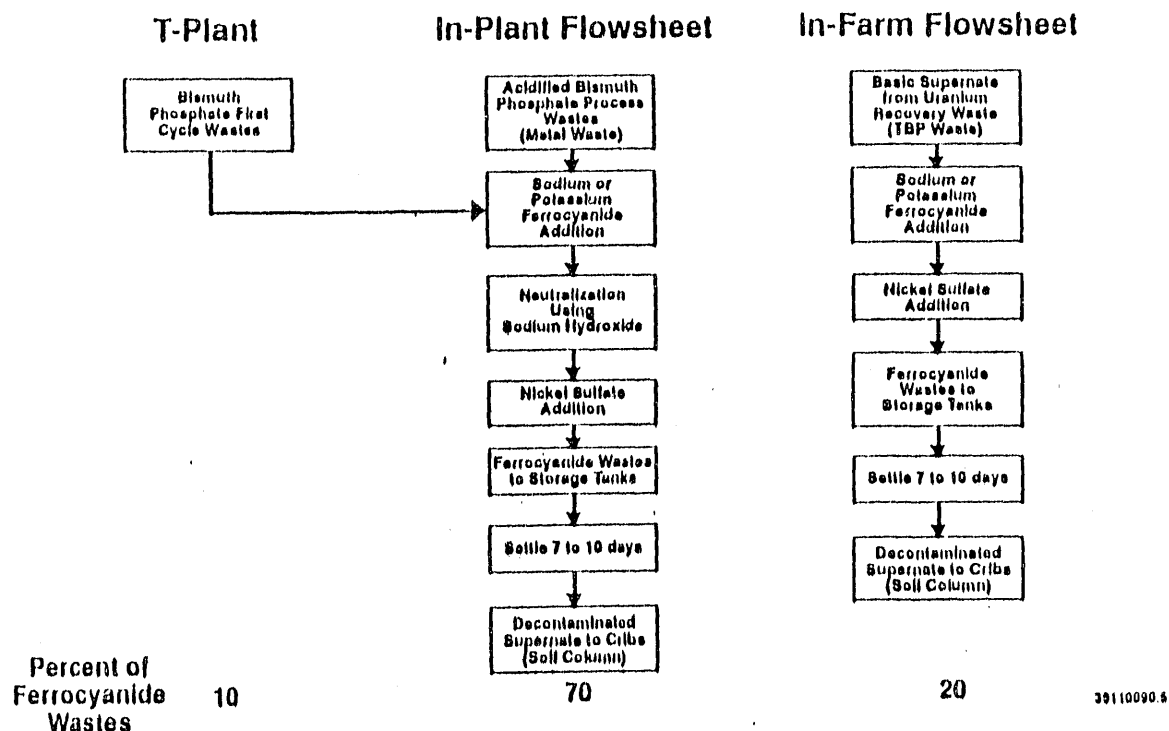 T-Plant
Bismuth
Phosphate First
Cycle Wastes
In-Plant Flowsheet
Acidified Bismuth
Phosphate Process
Wastes
(Metal Waste)
Sodium or
Potassium
Ferrocyanide
Addition
Neutralization
Using
Sodium Hydroxide
Nickel Sulfate
Addition
Ferrocyanide Wastes
to Storage Tanks
Settle 7 to 10 days
Decontaminated
Supernate to Cribs
(Soil Column)
In-Farm Flowsheet
Basic Supernate
from Uranium
Recovery Waste
(TBP Waste)
Sodium or
Potassium
Ferrocyanide
Addition
Nickel Sulfate
Addition
Ferrocyanide
Wastes to
Storage Tanks
Settle 7 to 10 days
Decontaminated
Supernate to Cribs
(Soil Column)
Percent of
Ferrocyanide
Wastes
10
70
20
39110090.5